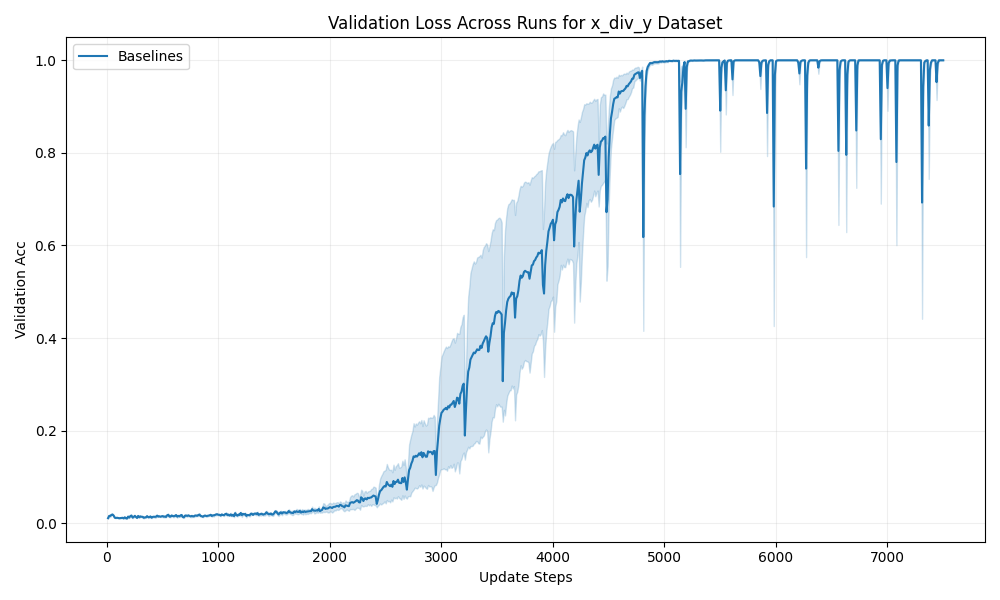 Validation Loss Across Runs for x_div_y Dataset
Baselines
Validation Acc
1.0
0.8
0.6
0.4
0.2
0.0
0 1000 2000 3000 4000 5000 6000 7000
Update Steps